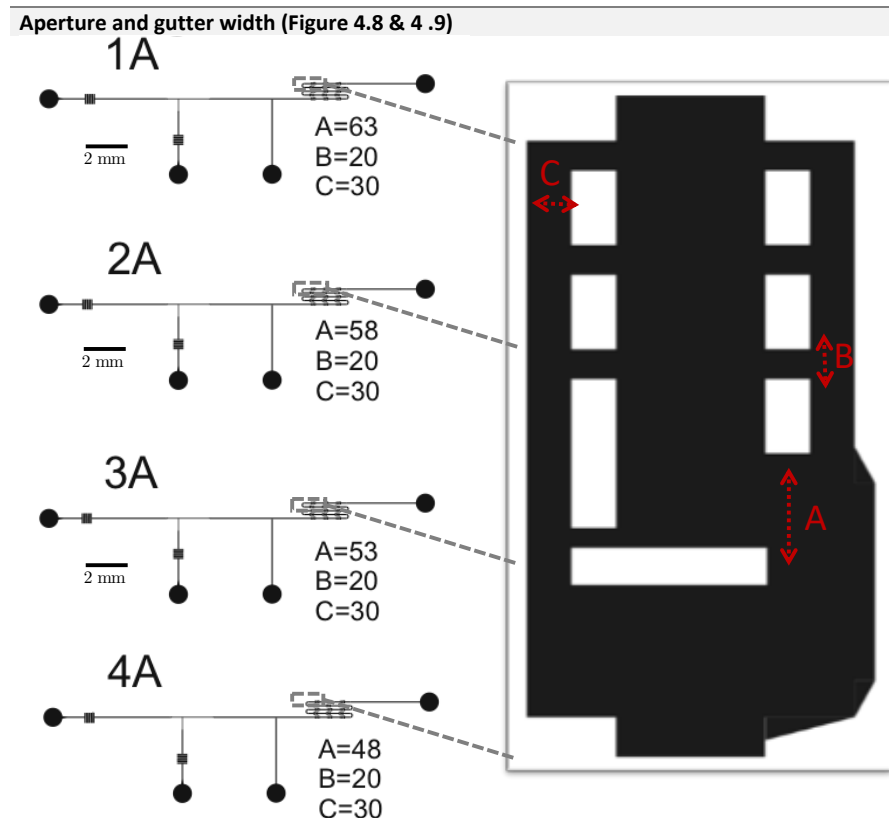 Aperture and gutter width (Figure 4.8 & 4 .9)
1A
A=63
B=20
C=30
2 mm
2A
A=58
B=20
C=30
2 mm
3A
A=53
B=20
C=30
2 mm
4A
A=48
B=20
C=30
C
B
A